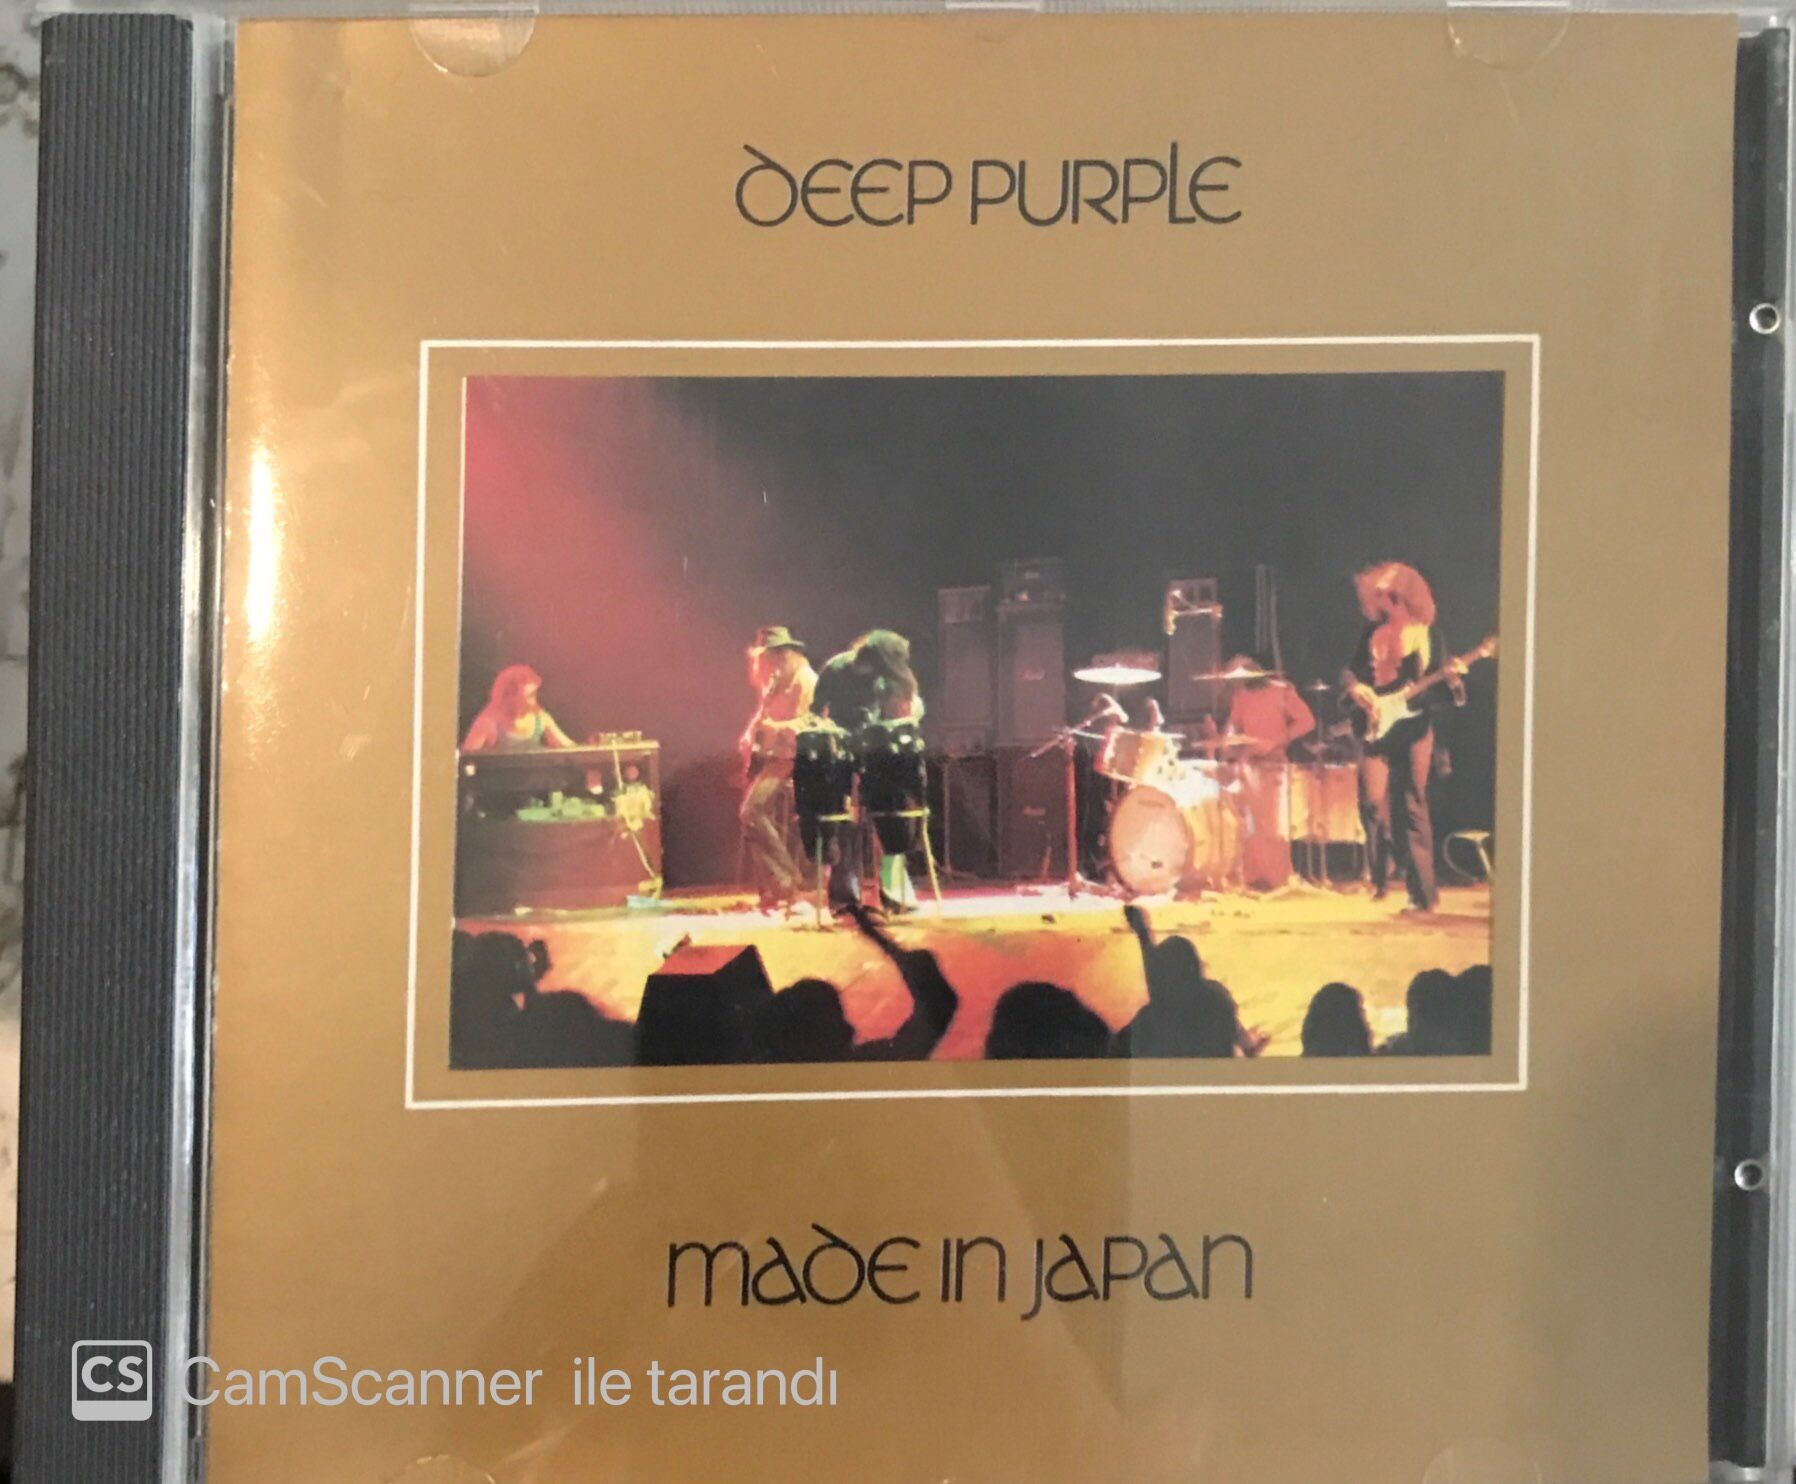 DEEP PURPLE
MADE IN JAPAN
CS CamScanner ile tarandı